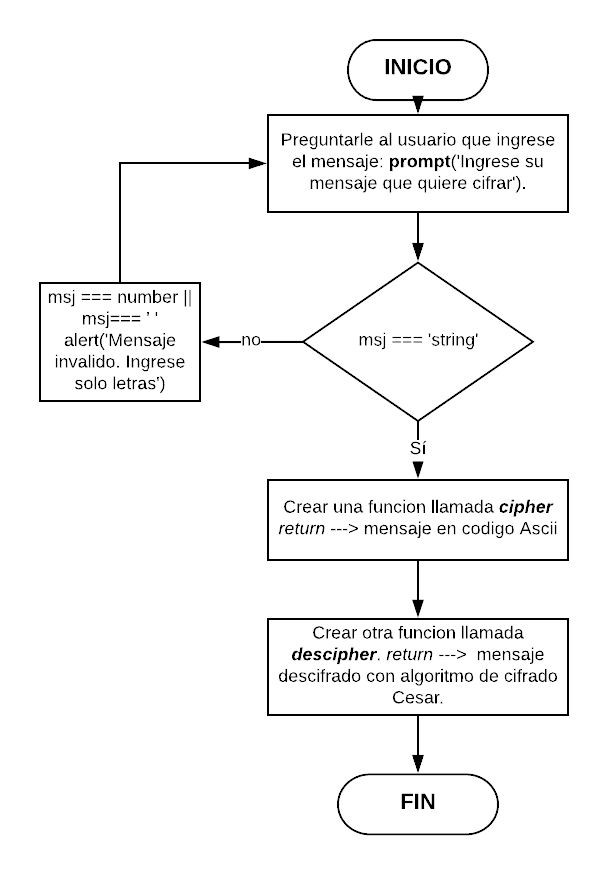 INICIO
Preguntarle al usuario que ingrese
el mensaje: prompt('Ingrese su
mensaje que quiere cifrar').
msj === 'string'
no
msj === number ||
msj=== ' '
alert('Mensaje
invalido. Ingrese
solo letras')
Sí
Crear una funcion llamada cipher
return ---> mensaje en codigo Ascii
Crear otra funcion llamada
descipher. return ---> mensaje
descifrado con algoritmo de cifrado
Cesar.
FIN